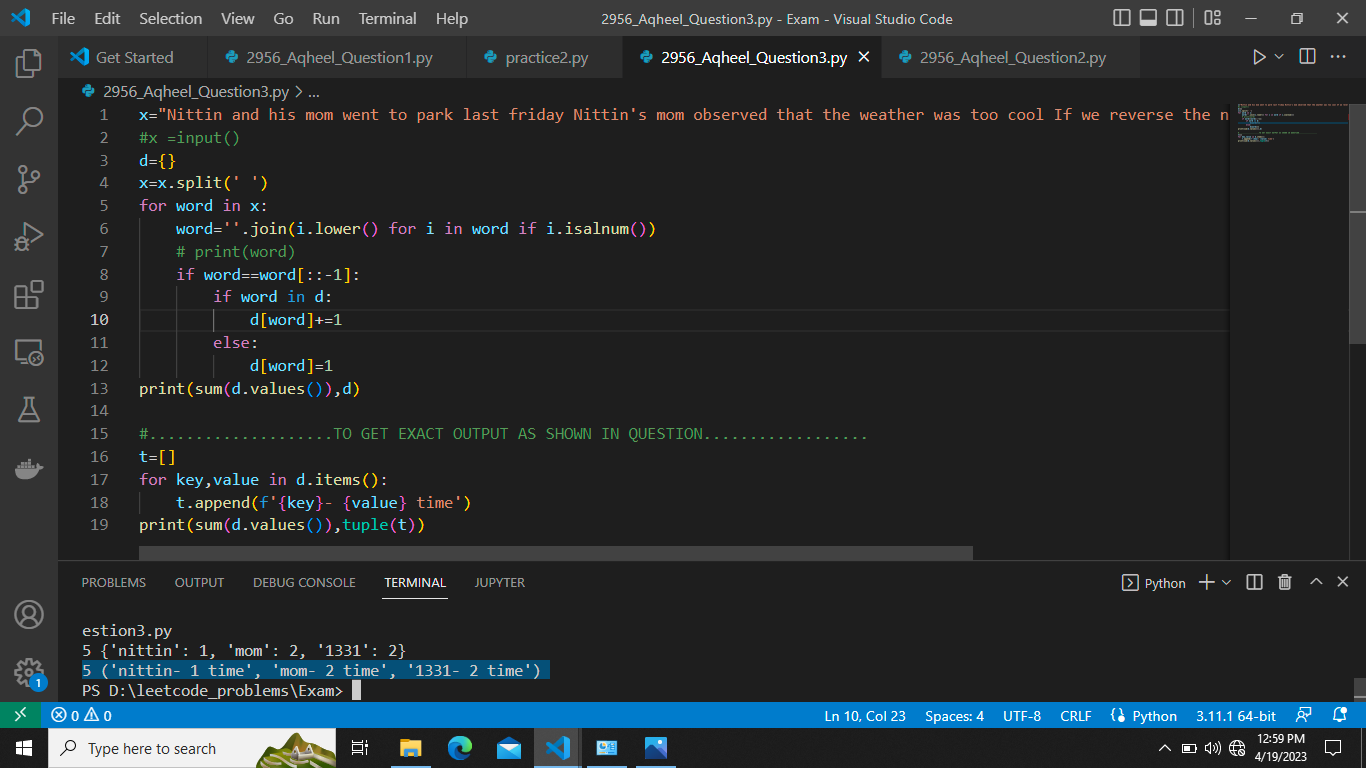 File Edit Selection View Go Run Terminal Help 2956_Aqheel_Question3.py - Exam - Visual Studio Code
Get Started 2956_Aqheel_Question1.py practice2.py 2956_Aqheel_Question3.py 2956_Aqheel_Question2.py
2956_Aqheel_Question3.py > ...
1 x="Nittin and his mom went to park last friday Nittin's mom observed that the weather was too cool If we reverse the n
2 #x =input()
3 d={}
4 x=x.split(' ')
5 for word in x:
6 word=''.join(i.lower() for i in word if i.isalnum())
7 # print(word)
8 if word==word[::-1]:
9 if word in d:
10 d[word]+=1
11 else:
12 d[word]=1
13 print(sum(d.values()),d)
14
15 #....................TO GET EXACT OUTPUT AS SHOWN IN QUESTION..................
16 t=[]
17 for key,value in d.items():
18 t.append(f'{key}- {value} time')
19 print(sum(d.values()),tuple(t))
PROBLEMS OUTPUT DEBUG CONSOLE TERMINAL JUPYTER Python
estion3.py
5 {'nittin': 1, 'mom': 2, '1331': 2}
5 ('nittin- 1 time', 'mom- 2 time', '1331- 2 time')
PS D:\leetcode_problems\Exam>
1
0 0 Ln 10, Col 23 Spaces: 4 UTF-8 CRLF Python 3.11.1 64-bit
Type here to search 12:59 PM
4/19/2023